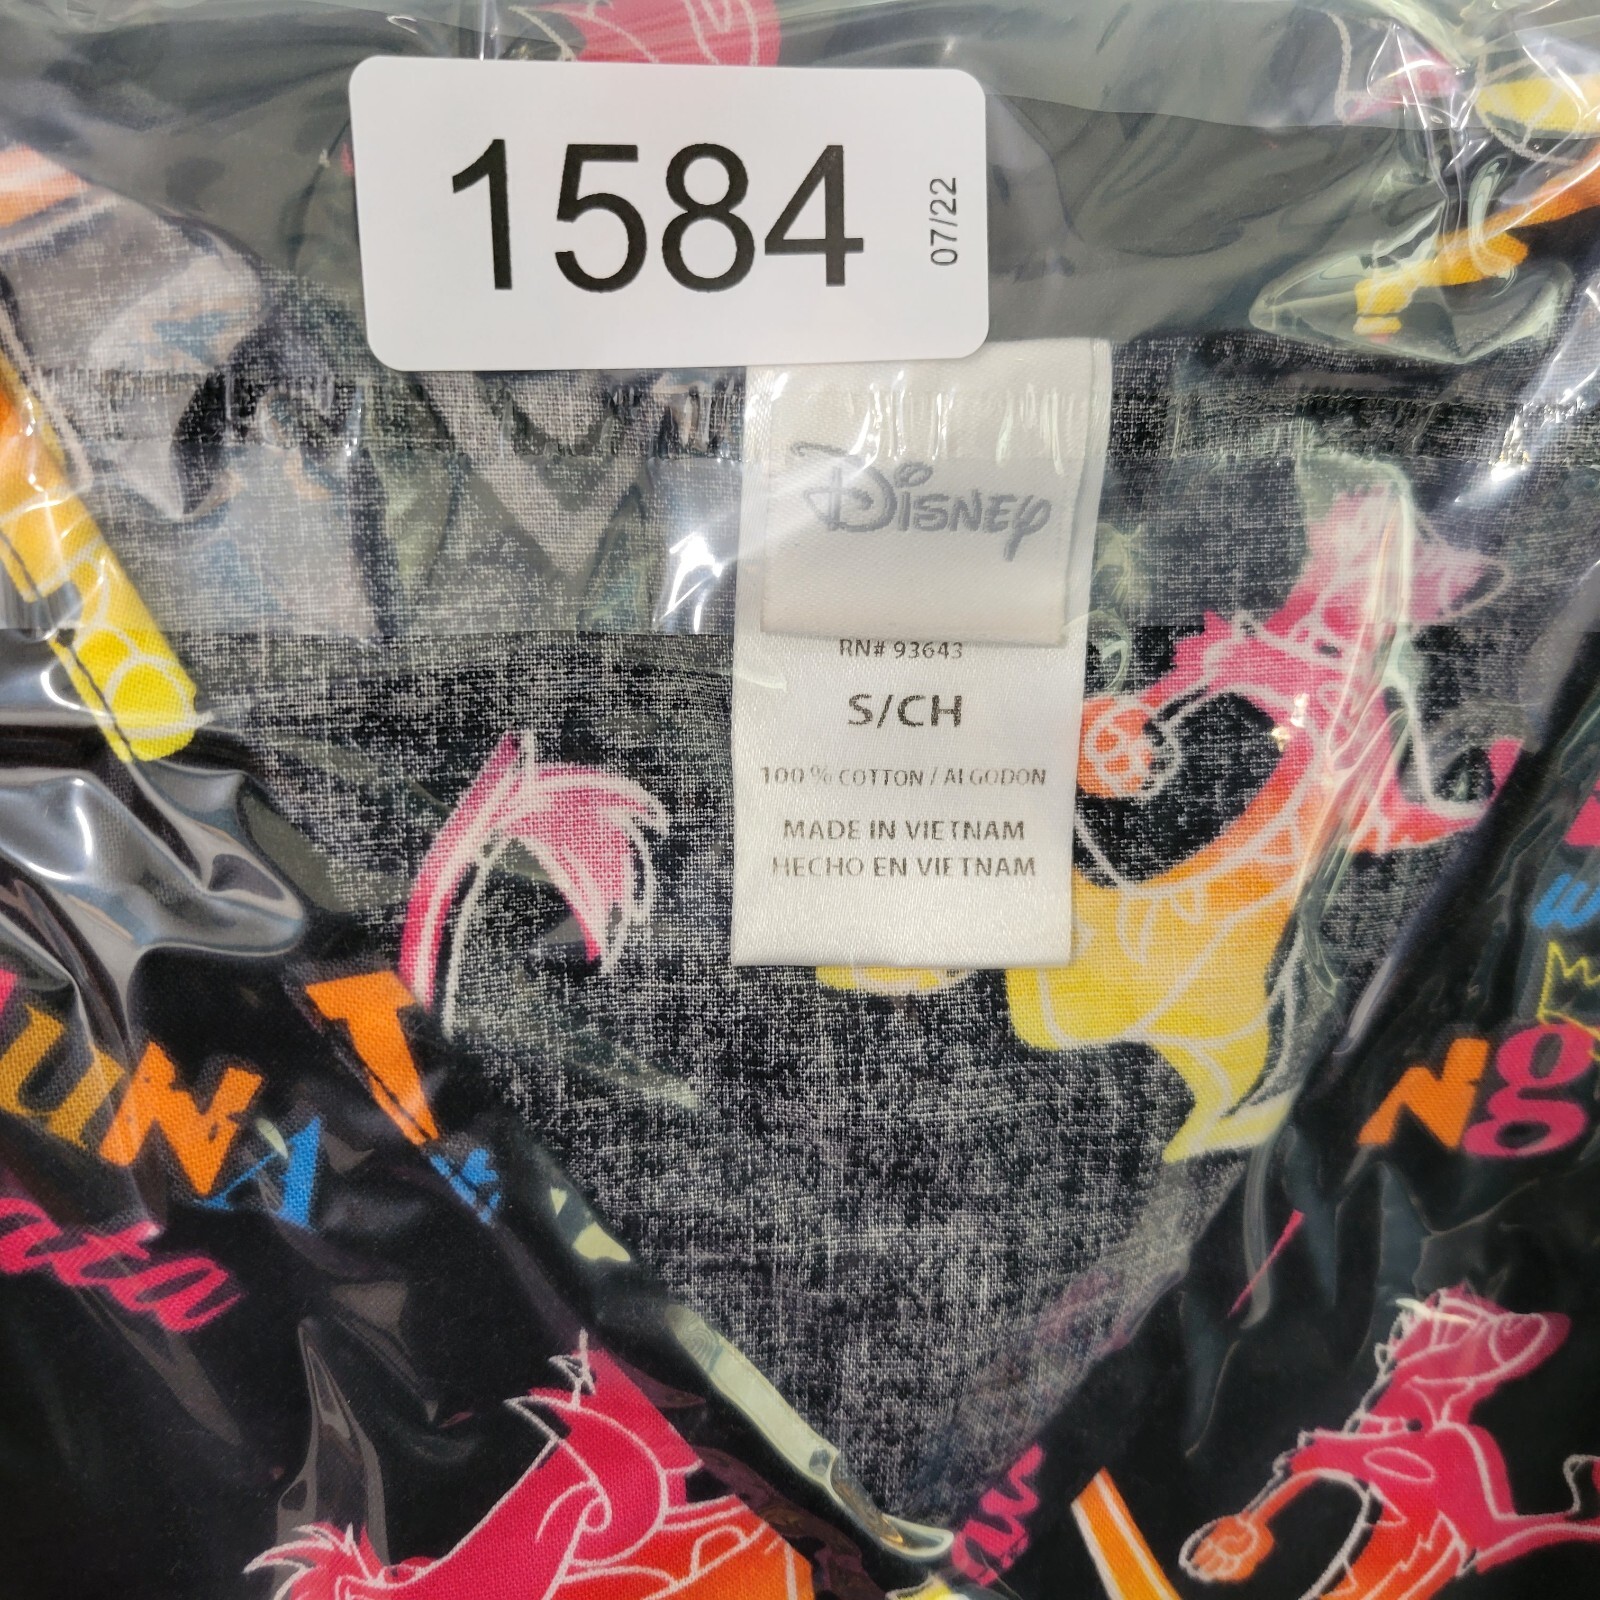 1584
07/22
DISNEY
RN# 93643
S/CH
100% COTTON / ALGODON
MADE IN VIETNAM
HECHO EN VIETNAM